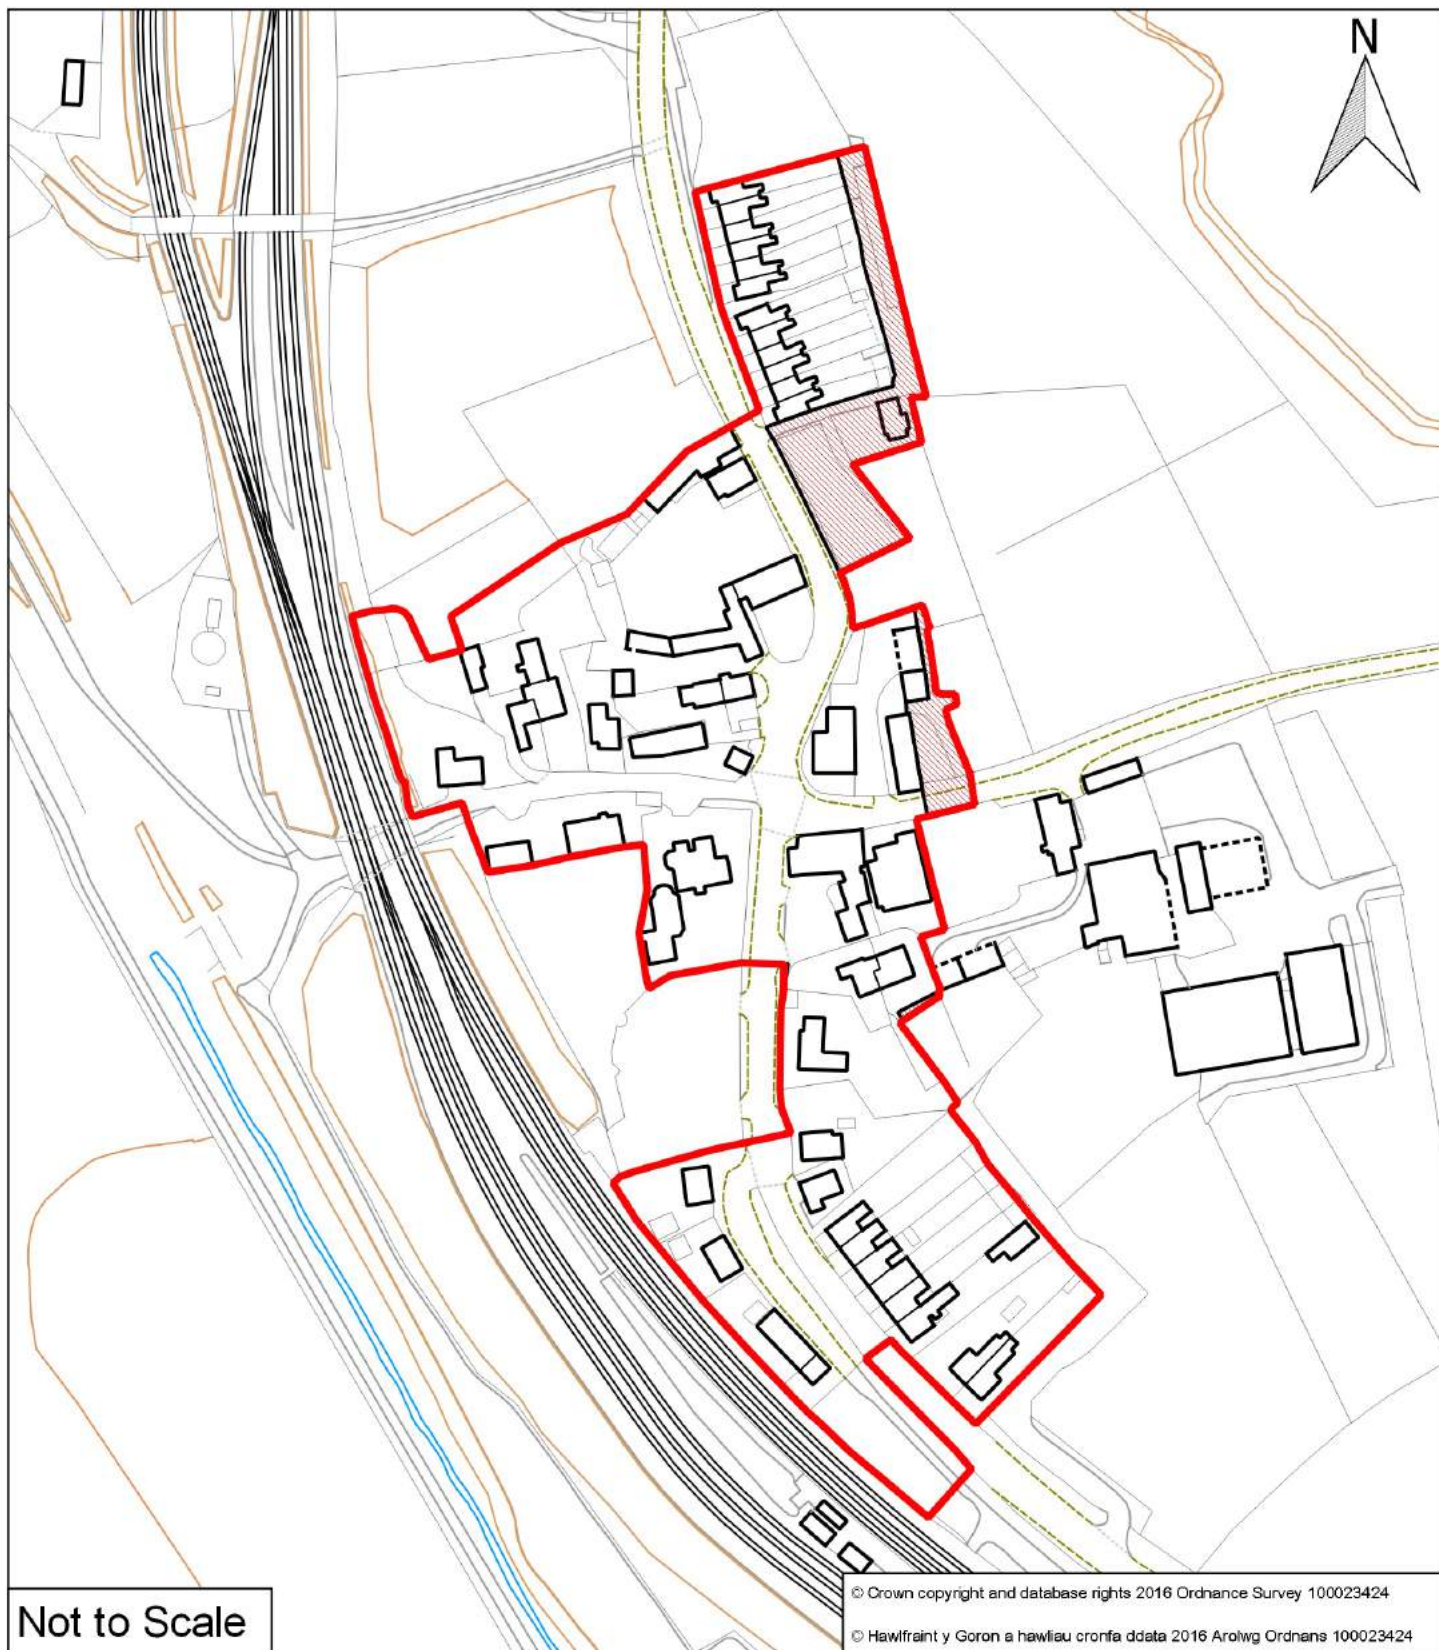 N
Not to Scale
© Crown copyright and database rights 2016 Ordnance Survey 100023424
© Hawlfraint y Goron a hawliau cronfa ddata 2016 Arolwg Ordnans 100023424